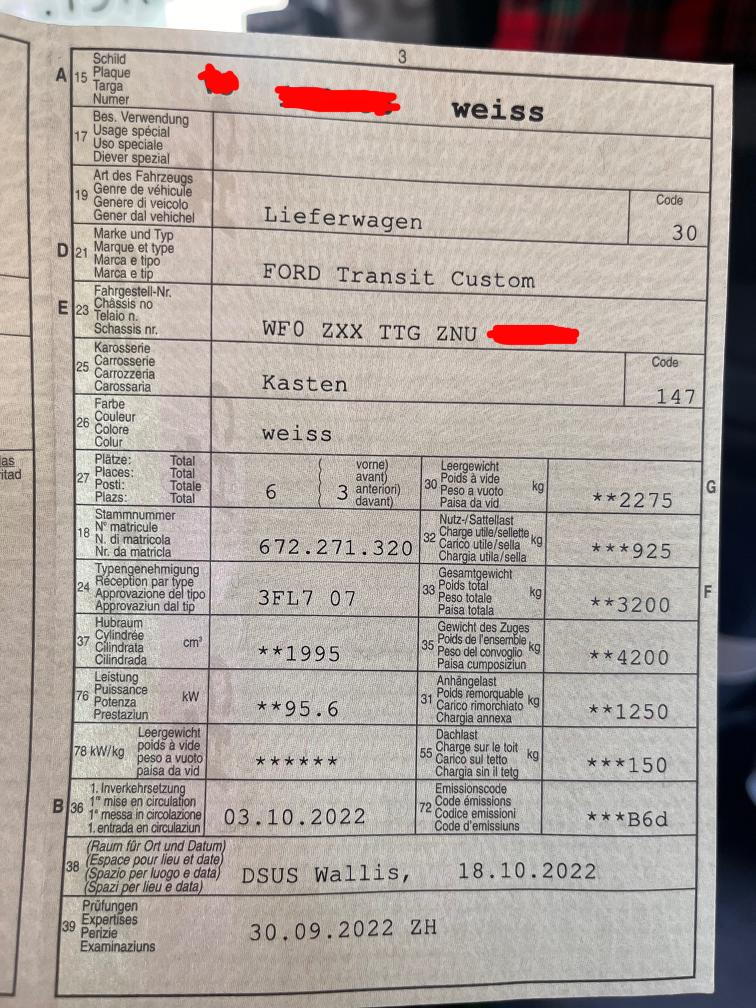 3
A 15 Schild
Plaque
Targa
Numer
weiss
17 Bes. Verwendung
Usage spécial
Uso speciale
Diever spezial
19 Art des Fahrzeugs
Genre de véhicule
Genere di veicolo
Gener dal vehichel
Lieferwagen
Code
30
D 21 Marke und Typ
Marque et type
Marca e tipo
Marca e tip
FORD Transit Custom
E 23 Fahrgestell-Nr.
Châssis no
Telaio n.
Schassis nr.
WF0 ZXX TTG ZNU
25 Karosserie
Carrosserie
Carrozzeria
Carossaria
Kasten
Code
147
26 Farbe
Couleur
Colore
Colur
weiss
27 Plätze: Total
Places: Total
Posti: Totale
Plazs: Total
6
( 3 vorne)
avant)
anteriori)
davant)
30 Leergewicht
Poids à vide
Peso a vuoto
Paisa da vid
kg
**2275
G
18 Stammnummer
N° matricule
N. di matricola
Nr. da matricla
672.271.320
32 Nutz-/Sattellast
Charge utile/sellette
Carico utile/sella
Chargia utila/sella
kg
***925
24 Typengenehmigung
Réception par type
Approvazione del tipo
Approvaziun dal tip
3FL7 07
33 Gesamtgewicht
Poids total
Peso totale
Paisa totala
kg
**3200
F
37 Hubraum
Cylindrée
Cilindrata
Cilindrada
cm³
**1995
35 Gewicht des Zuges
Poids de l'ensemble
Peso del convoglio
Paisa cumposiziun
kg
**4200
76 Leistung
Puissance
Potenza
Prestaziun
kW
**95.6
31 Anhängelast
Poids remorquable
Carico rimorchiato
Chargia annexa
kg
**1250
78 kW/kg Leergewicht
poids à vide
peso a vuoto
paisa da vid
******
55 Dachlast
Charge sur le toit
Carico sul tetto
Chargia sin il tetg
kg
***150
B 36 1. Inverkehrsetzung
1re mise en circulation
1a messa in circolazione
1. entrada en circulaziun
03.10.2022
72 Emissionscode
Code émissions
Codice emissioni
Code d'emissiuns
***B6d
38 (Raum für Ort und Datum)
(Espace pour lieu et date)
(Spazio per luogo e data)
(Spazi per lieu e data)
DSUS Wallis, 18.10.2022
39 Prüfungen
Expertises
Perizie
Examinaziuns
30.09.2022 ZH